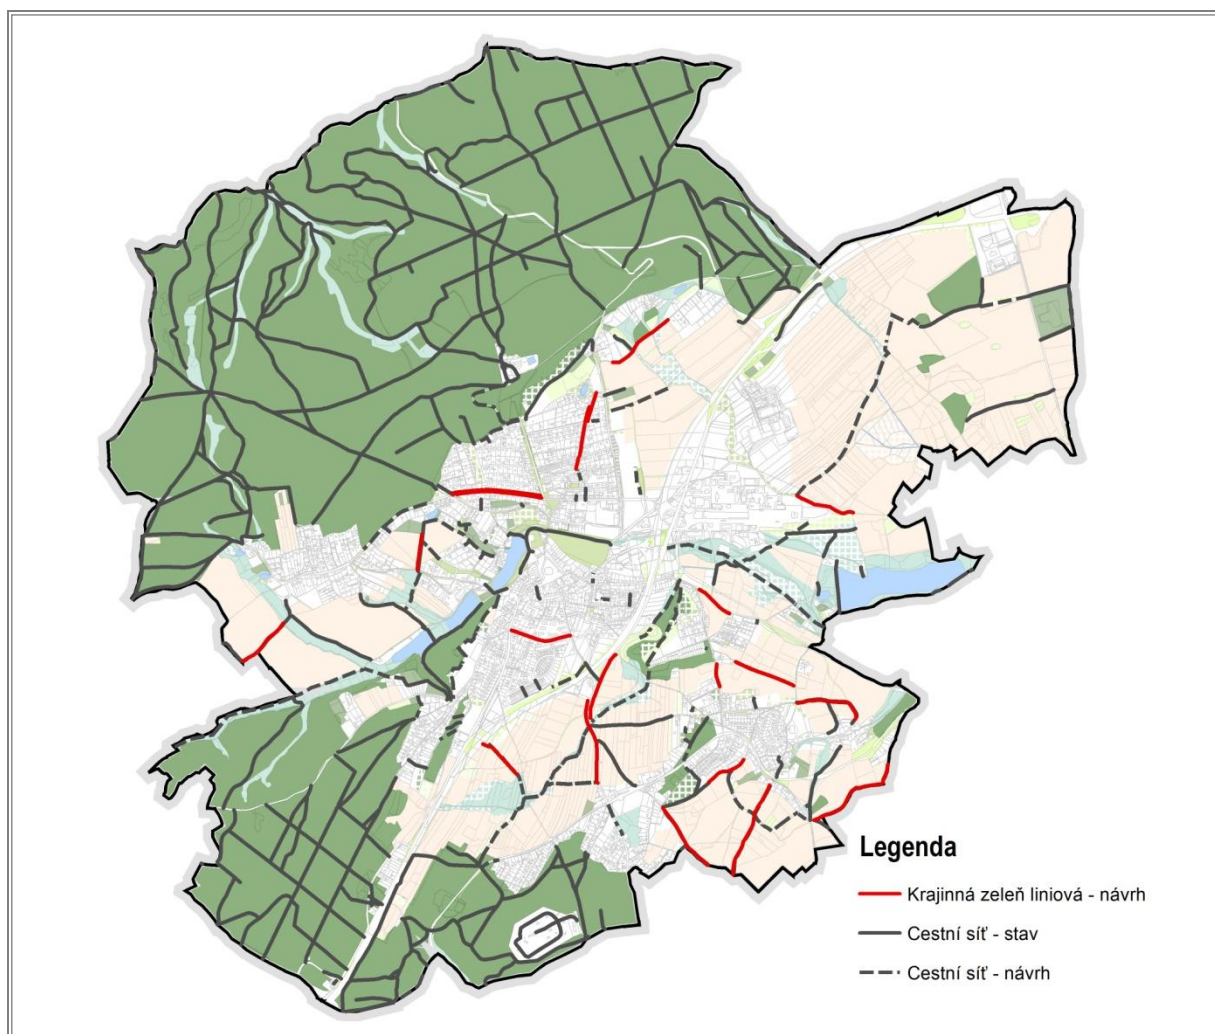 Legenda
Krajinná zeleň liniová - návrh
Cestní síť - stav
Cestní síť - návrh